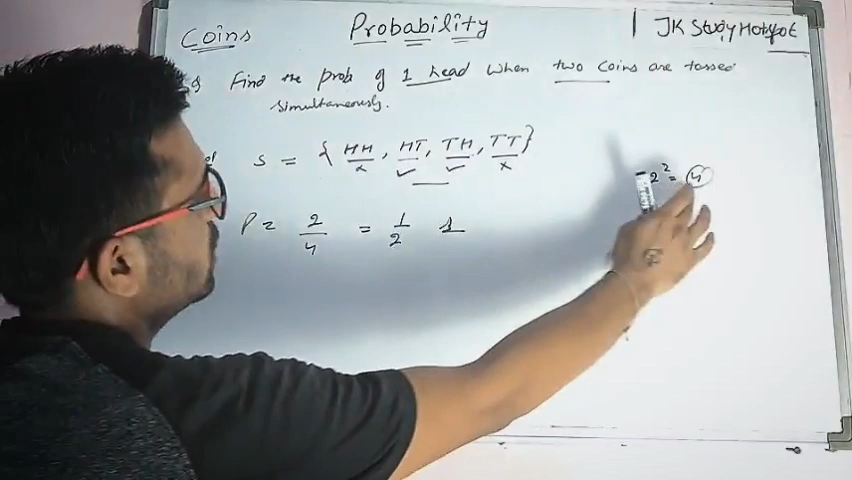 Coins
Probability
JK Study Hotspot
Find the prob of 1 head when two coins are tossed
simultaneously.
S = { HH, HT, TH, TT }
2² = 4
P = 2/4 = 1/2